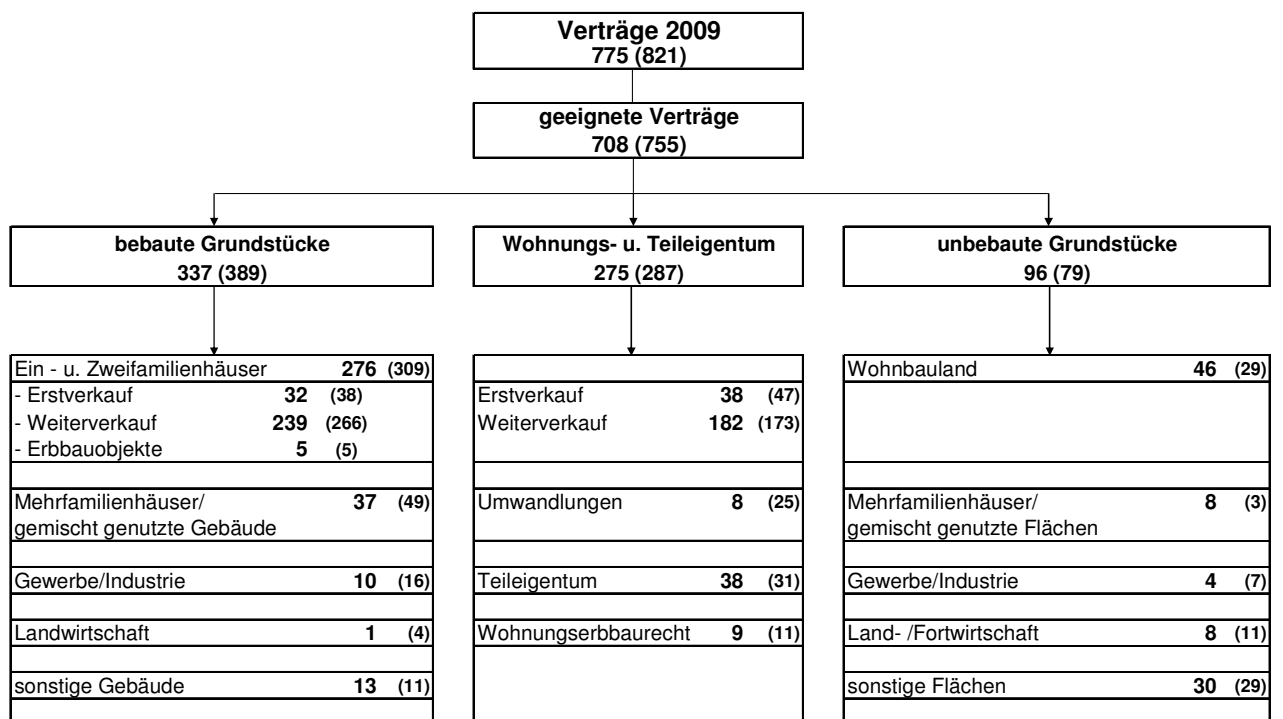 Verträge 2009
775 (821)
geeignete Verträge
708 (755)
bebaute Grundstücke
337 (389)
Wohnungs- u. Teileigentum
275 (287)
unbebaute Grundstücke
96 (79)
Ein - u. Zweifamilienhäuser 276 (309)
- Erstverkauf 32 (38)
- Weiterverkauf 239 (266)
- Erbbauobjekte 5 (5)
Mehrfamilienhäuser/ 37 (49)
gemischt genutzte Gebäude
Gewerbe/Industrie 10 (16)
Landwirtschaft 1 (4)
sonstige Gebäude 13 (11)
Erstverkauf 38 (47)
Weiterverkauf 182 (173)
Umwandlungen 8 (25)
Teileigentum 38 (31)
Wohnungserbbaurecht 9 (11)
Wohnbauland 46 (29)
Mehrfamilienhäuser/ 8 (3)
gemischt genutzte Flächen
Gewerbe/Industrie 4 (7)
Land- /Fortwirtschaft 8 (11)
sonstige Flächen 30 (29)